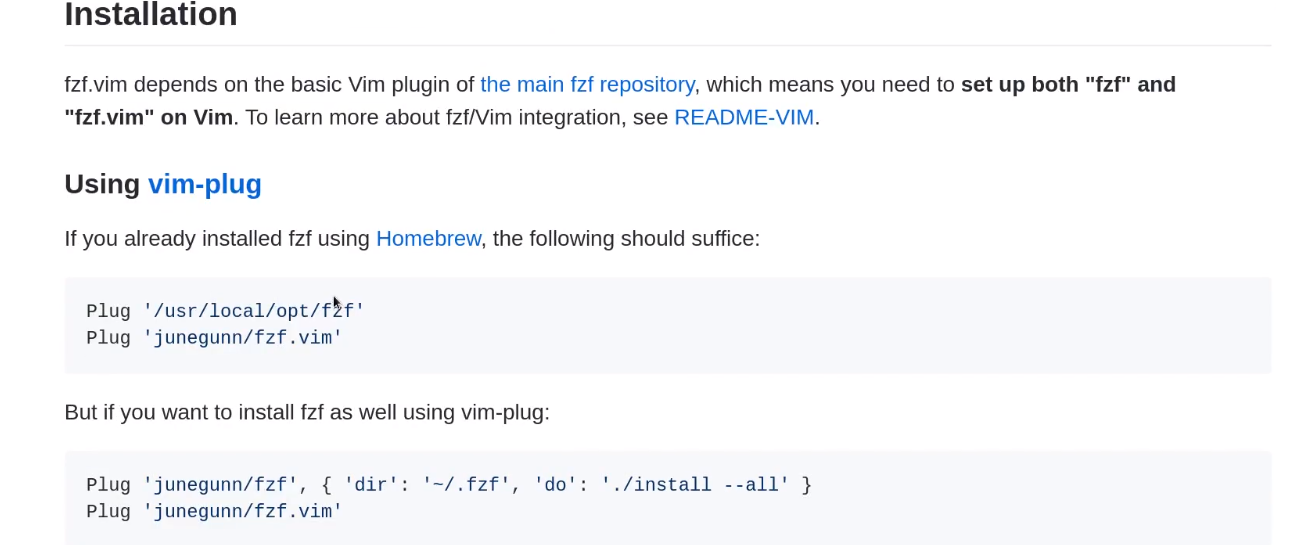 Installation
fzf.vim depends on the basic Vim plugin of the main fzf repository, which means you need to set up both "fzf" and
"fzf.vim" on Vim. To learn more about fzf/Vim integration, see README-VIM.
Using vim-plug
If you already installed fzf using Homebrew, the following should suffice:
Plug '/usr/local/opt/fzf'
Plug 'junegunn/fzf.vim'
But if you want to install fzf as well using vim-plug:
Plug 'junegunn/fzf', { 'dir': '~/.fzf', 'do': './install --all' }
Plug 'junegunn/fzf.vim'